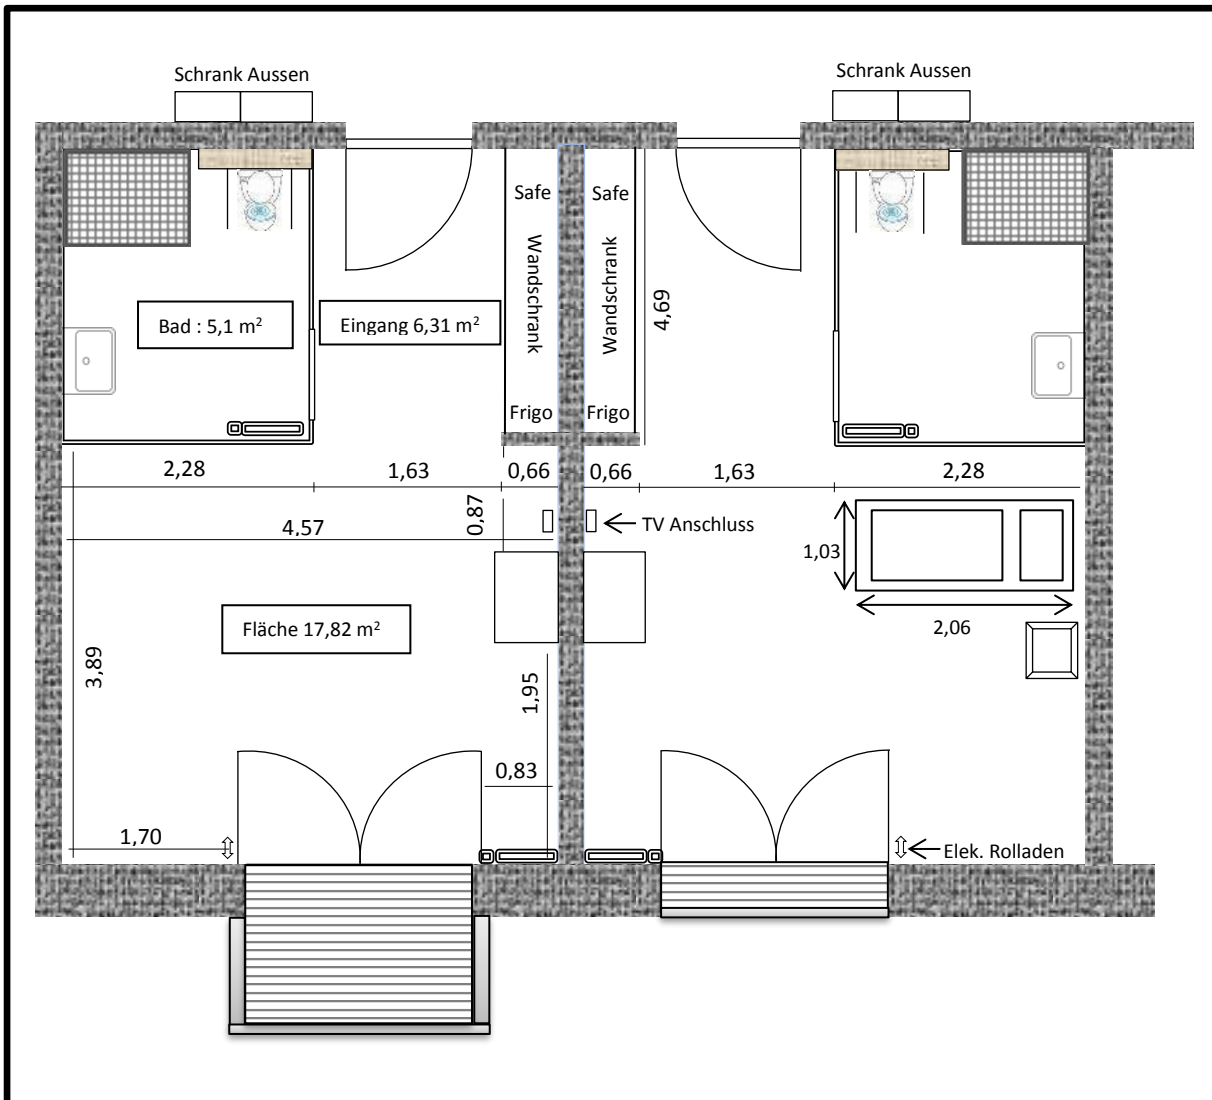 Schrank Aussen
Schrank Aussen
Safe
Safe
Wandschrank
Wandschrank
4,69
Bad : 5,1 m²
Eingang 6,31 m²
Frigo
Frigo
2,28
1,63
0,66
0,66
1,63
2,28
0,87
4,57
TV Anschluss
1,03
2,06
Fläche 17,82 m²
3,89
1,95
0,83
1,70
Elek. Rolladen